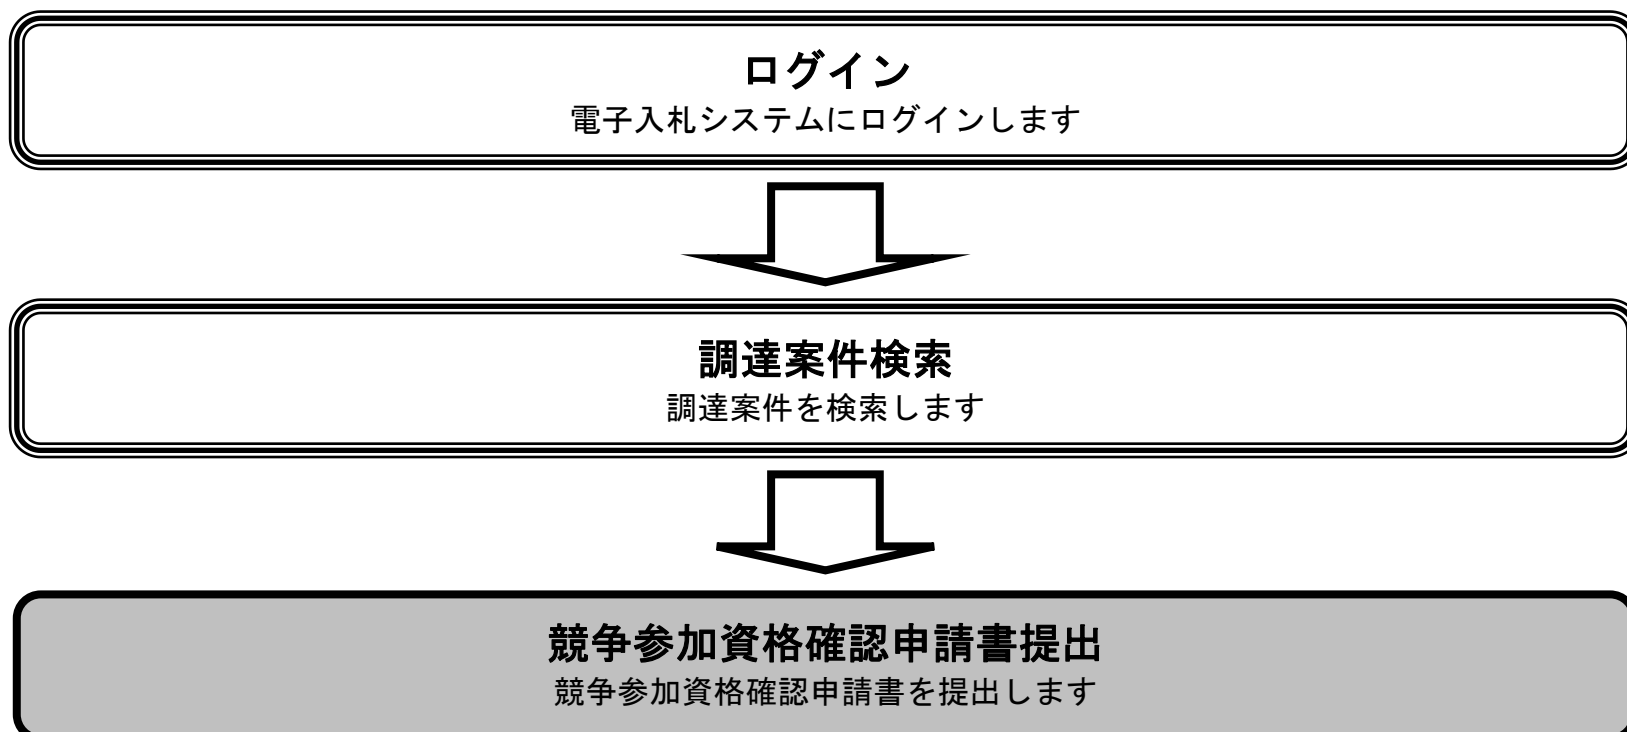 ログイン
電子入札システムにログインします
調達案件検索
調達案件を検索します
競争参加資格確認申請書提出
競争参加資格確認申請書を提出します